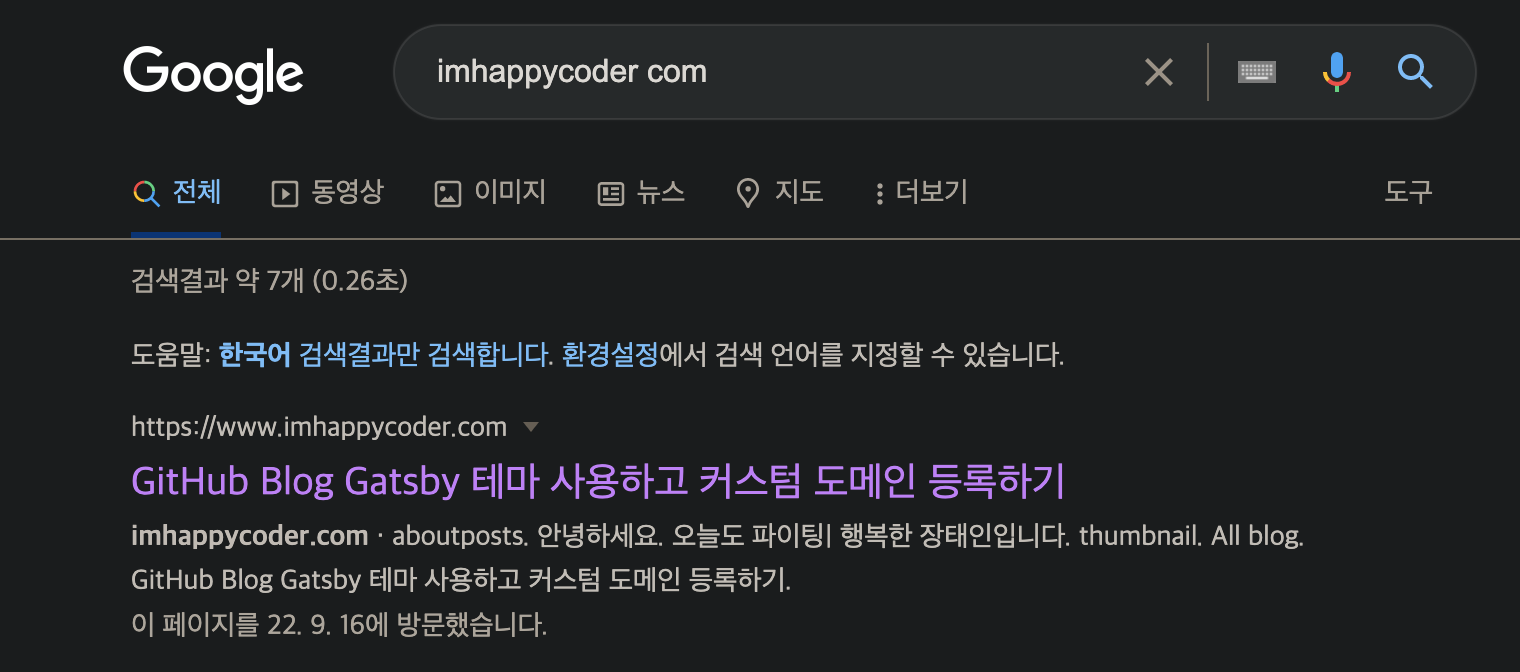 Google imhappycoder com
전체 동영상 이미지 뉴스 지도 더보기 도구
검색결과 약 7개 (0.26초)
도움말: 한국어 검색결과만 검색합니다. 환경설정에서 검색 언어를 지정할 수 있습니다.
https://www.imhappycoder.com
GitHub Blog Gatsby 테마 사용하고 커스텀 도메인 등록하기
imhappycoder.com · aboutposts. 안녕하세요. 오늘도 파이팅| 행복한 장태인입니다. thumbnail. All blog.
GitHub Blog Gatsby 테마 사용하고 커스텀 도메인 등록하기.
이 페이지를 22. 9. 16에 방문했습니다.